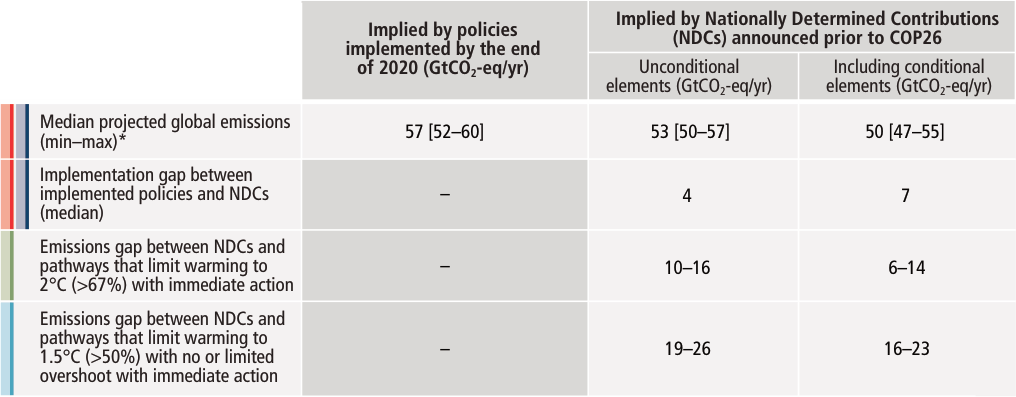 Implied by policies
implemented by the end
of 2020 (GtCO₂-eq/yr)
Implied by Nationally Determined Contributions
(NDCs) announced prior to COP26
Unconditional
elements (GtCO₂-eq/yr)
Including conditional
elements (GtCO₂-eq/yr)
Median projected global emissions
(min–max)*
57 [52–60]
53 [50–57]
50 [47–55]
Implementation gap between
implemented policies and NDCs
(median)
–
4
7
Emissions gap between NDCs and
pathways that limit warming to
2°C (>67%) with immediate action
–
10–16
6–14
Emissions gap between NDCs and
pathways that limit warming to
1.5°C (>50%) with no or limited
overshoot with immediate action
–
19–26
16–23